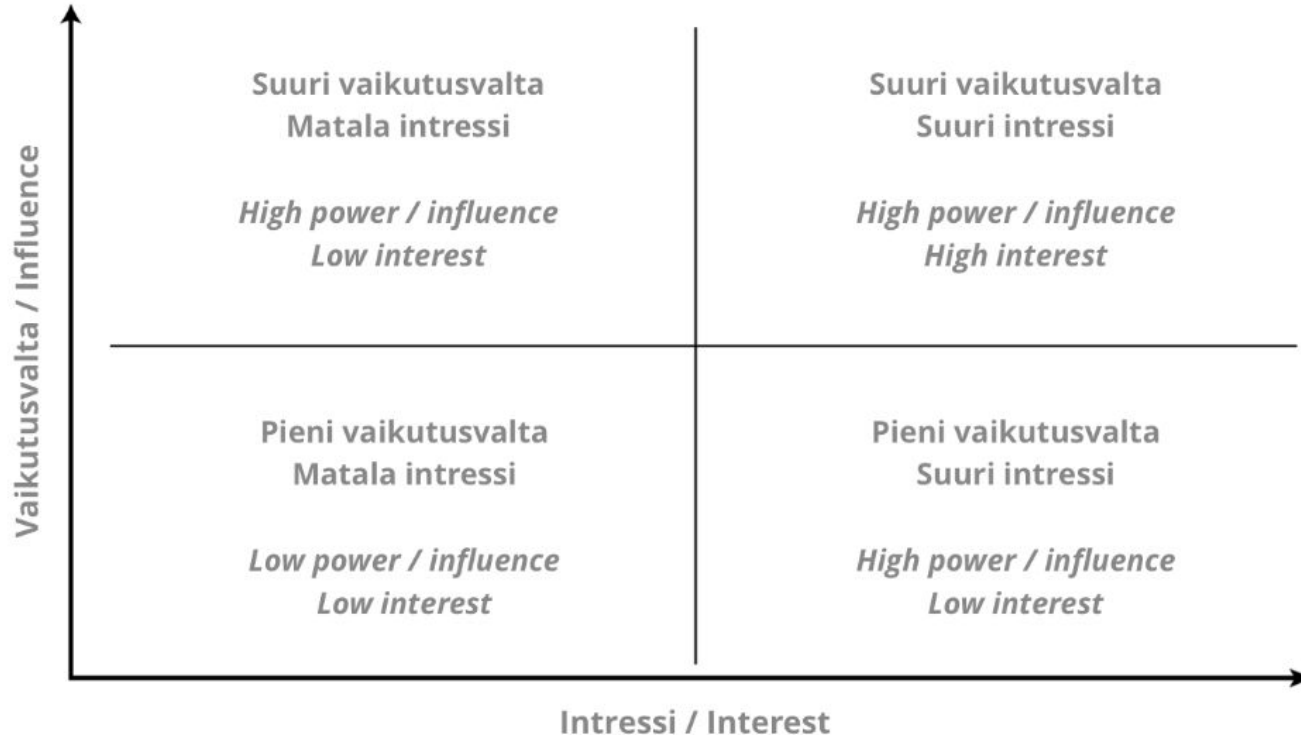 Suuri vaikutusvalta
Matala intressi
High power / influence
Low interest
Suuri vaikutusvalta
Suuri intressi
High power / influence
High interest
Vaikutusvalta / Influence
Pieni vaikutusvalta
Matala intressi
Low power / influence
Low interest
Pieni vaikutusvalta
Suuri intressi
High power / influence
Low interest
Intressi / Interest